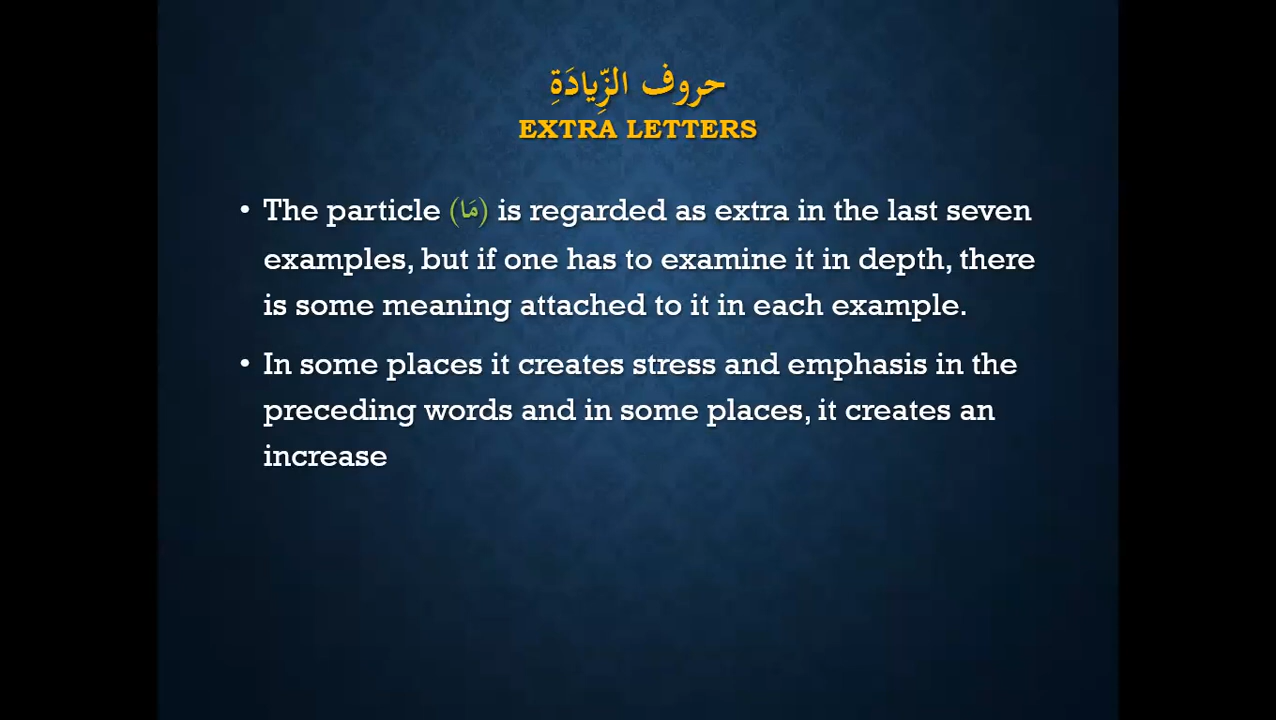 حروف الزِّيادَةِ
EXTRA LETTERS
• The particle (مَا) is regarded as extra in the last seven
examples, but if one has to examine it in depth, there
is some meaning attached to it in each example.
• In some places it creates stress and emphasis in the
preceding words and in some places, it creates an
increase